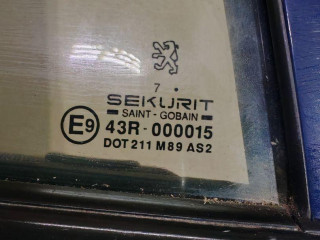 7 •
SEKURIT
SAINT - GOBAIN
E9 43R - 000015
DOT 211 M89 AS2